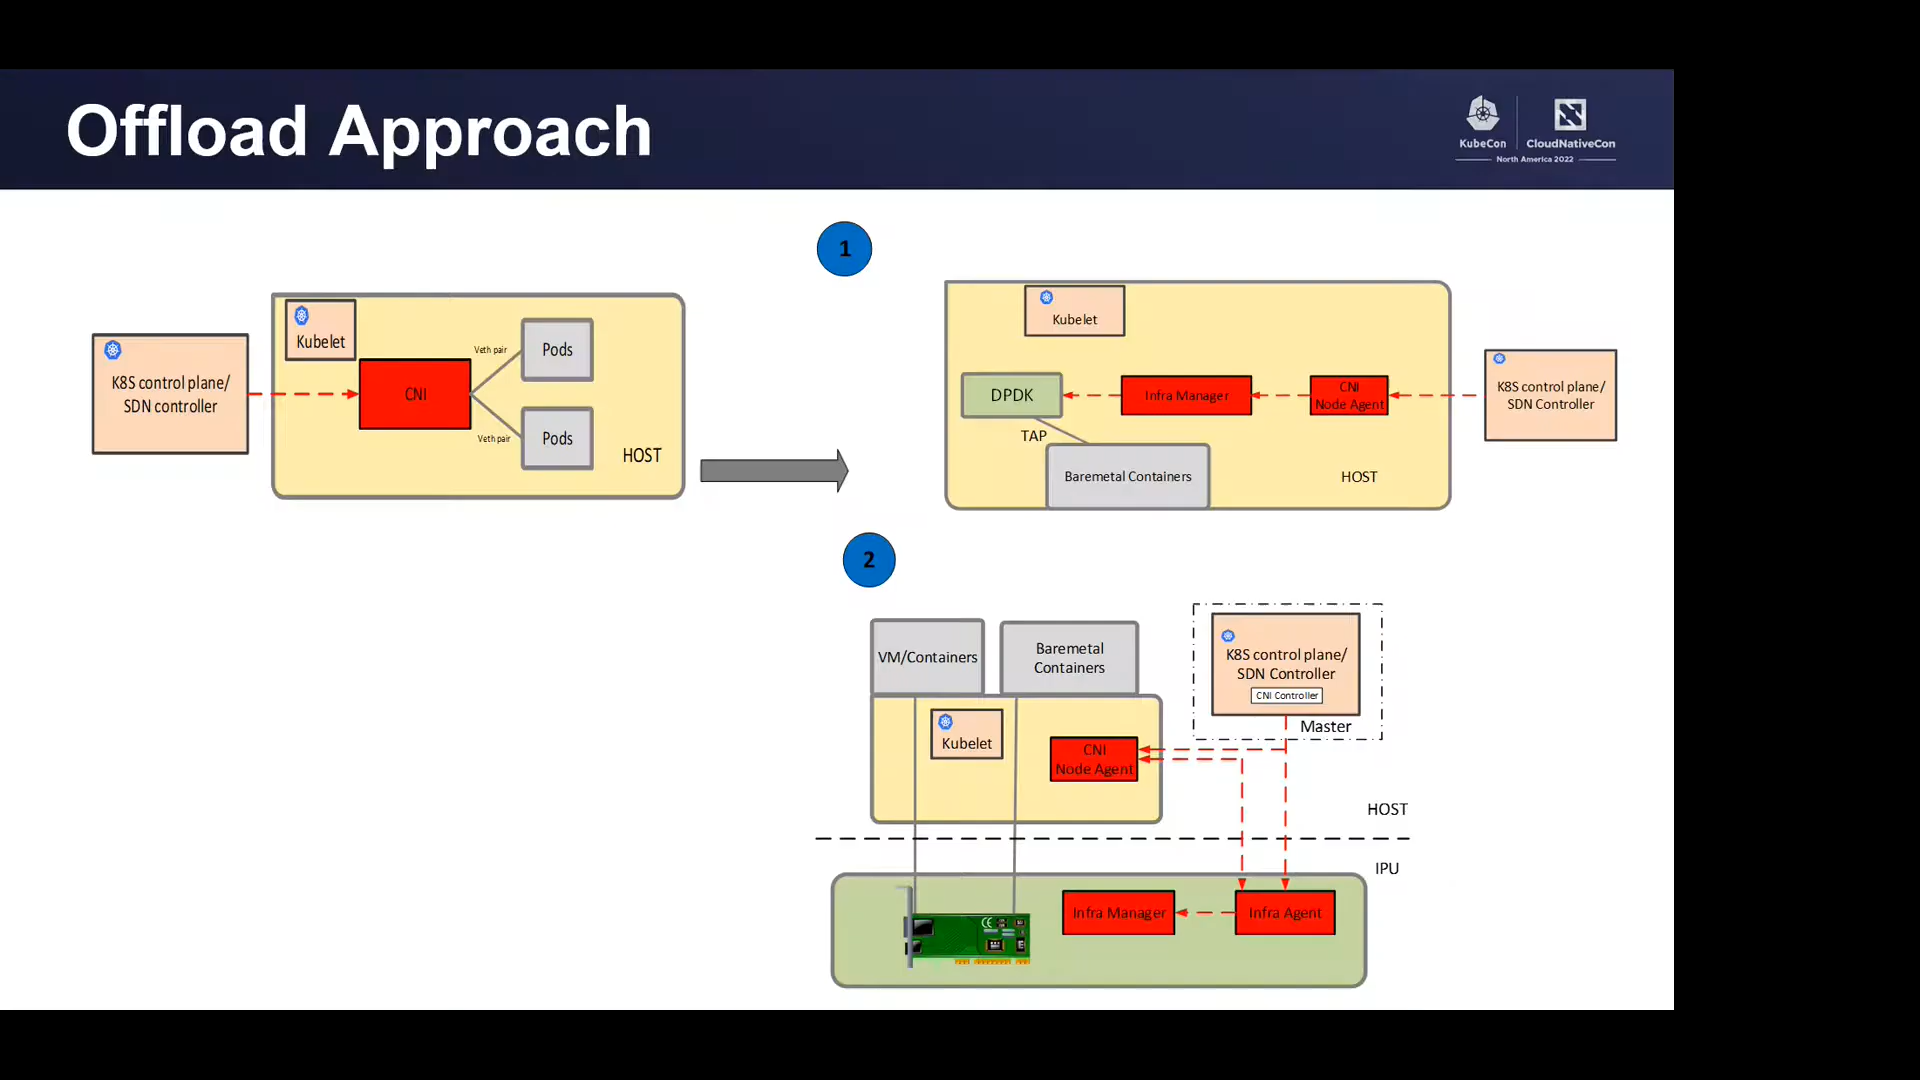 Offload Approach
KubeCon
CloudNativeCon
North America 2022
K8S control plane/
SDN controller
Kubelet
CNI
Veth pair
Veth pair
Pods
Pods
HOST
1
Kubelet
DPDK
Infra Manager
CNI
Node Agent
TAP
Baremetal Containers
HOST
K8S control plane/
SDN Controller
2
VM/Containers
Baremetal
Containers
K8S control plane/
SDN Controller
CNI Controller
Master
Kubelet
CNI
Node Agent
HOST
IPU
Infra Manager
Infra Agent